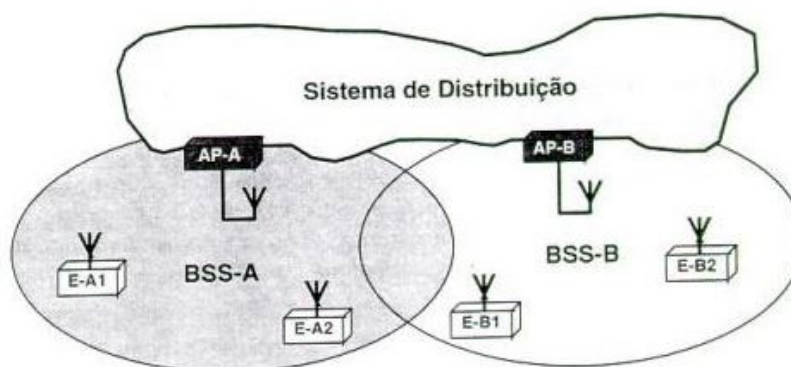 Sistema de Distribuição
AP-A
AP-B
E-A1
BSS-A
E-A2
BSS-B
E-B1
E-B2